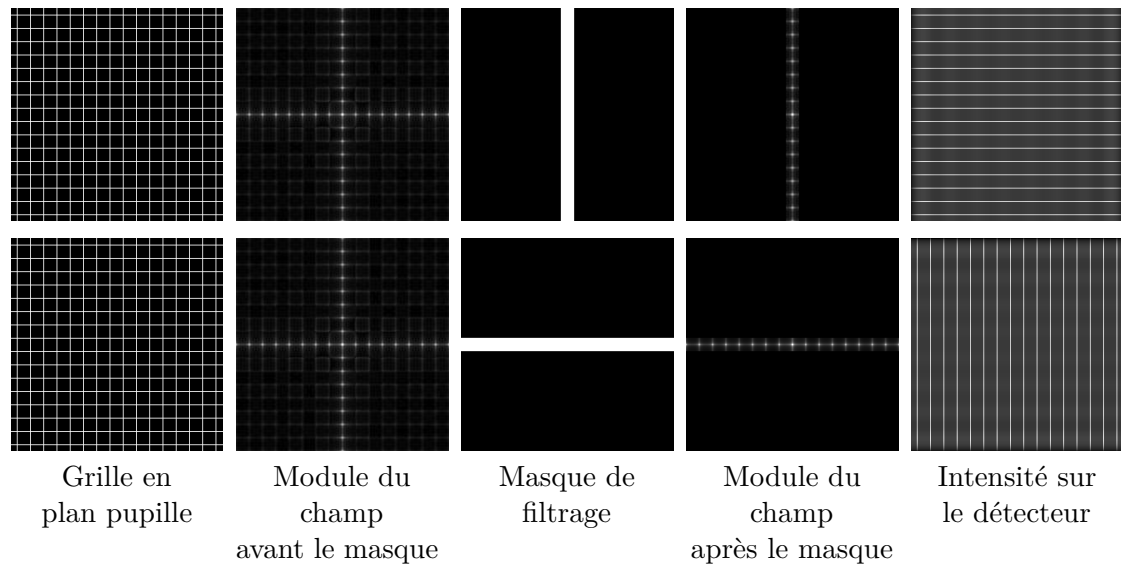 Grille en
plan pupille
Module du
champ
avant le masque
Masque de
filtrage
Module du
champ
après le masque
Intensité sur
le détecteur